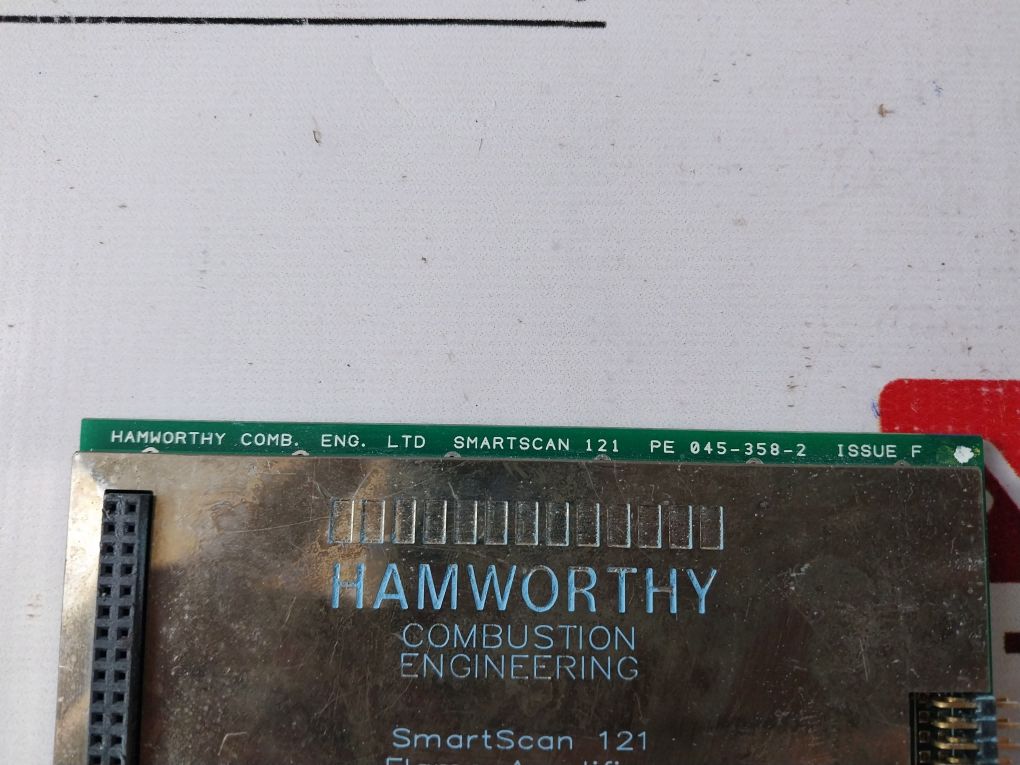 HAMWORTHY COMB. ENG. LTD SMARTSCAN 121 PE 045-358-2 ISSUE F
HAMWORTHY
COMBUSTION
ENGINEERING
SmartScan 121